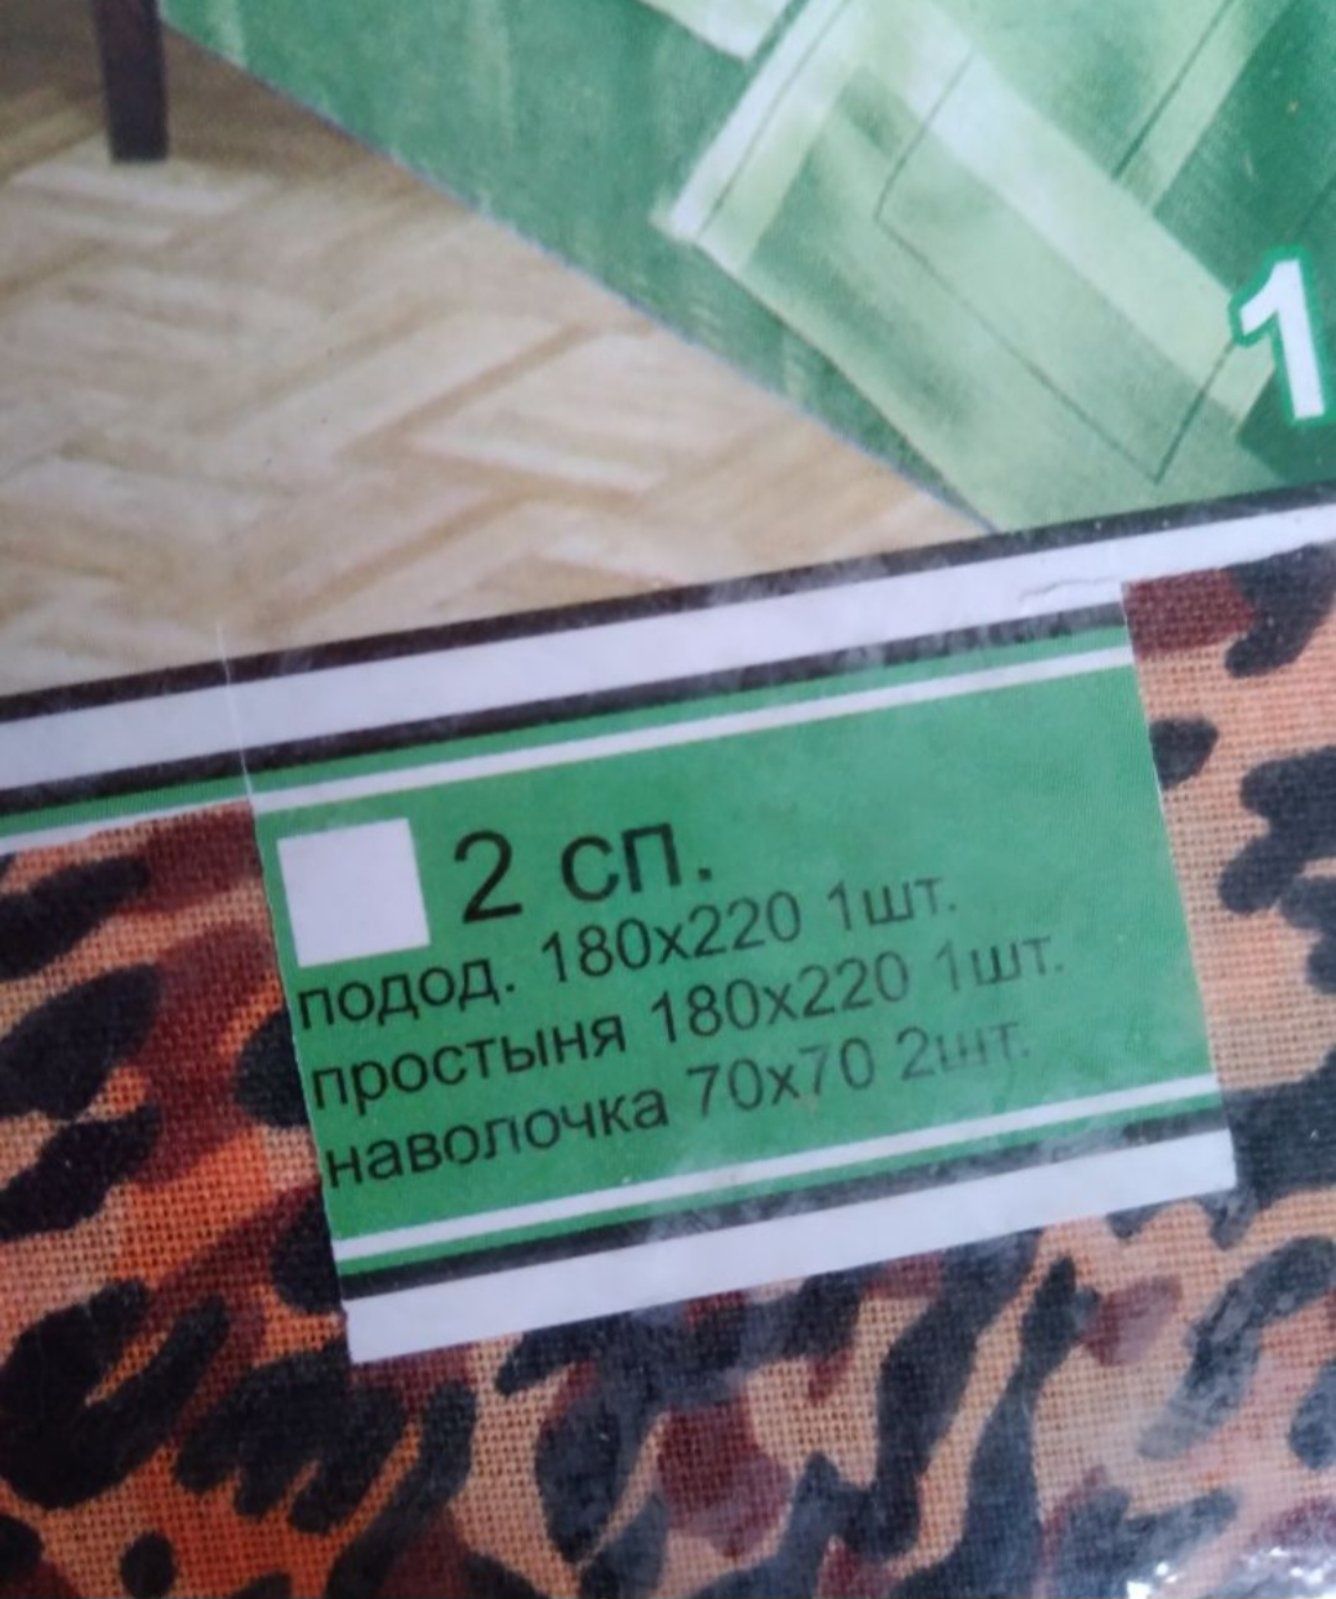 1
2 сп.
подод. 180х220 1шт.
простыня 180х220 1шт.
наволочка 70х70 2шт.